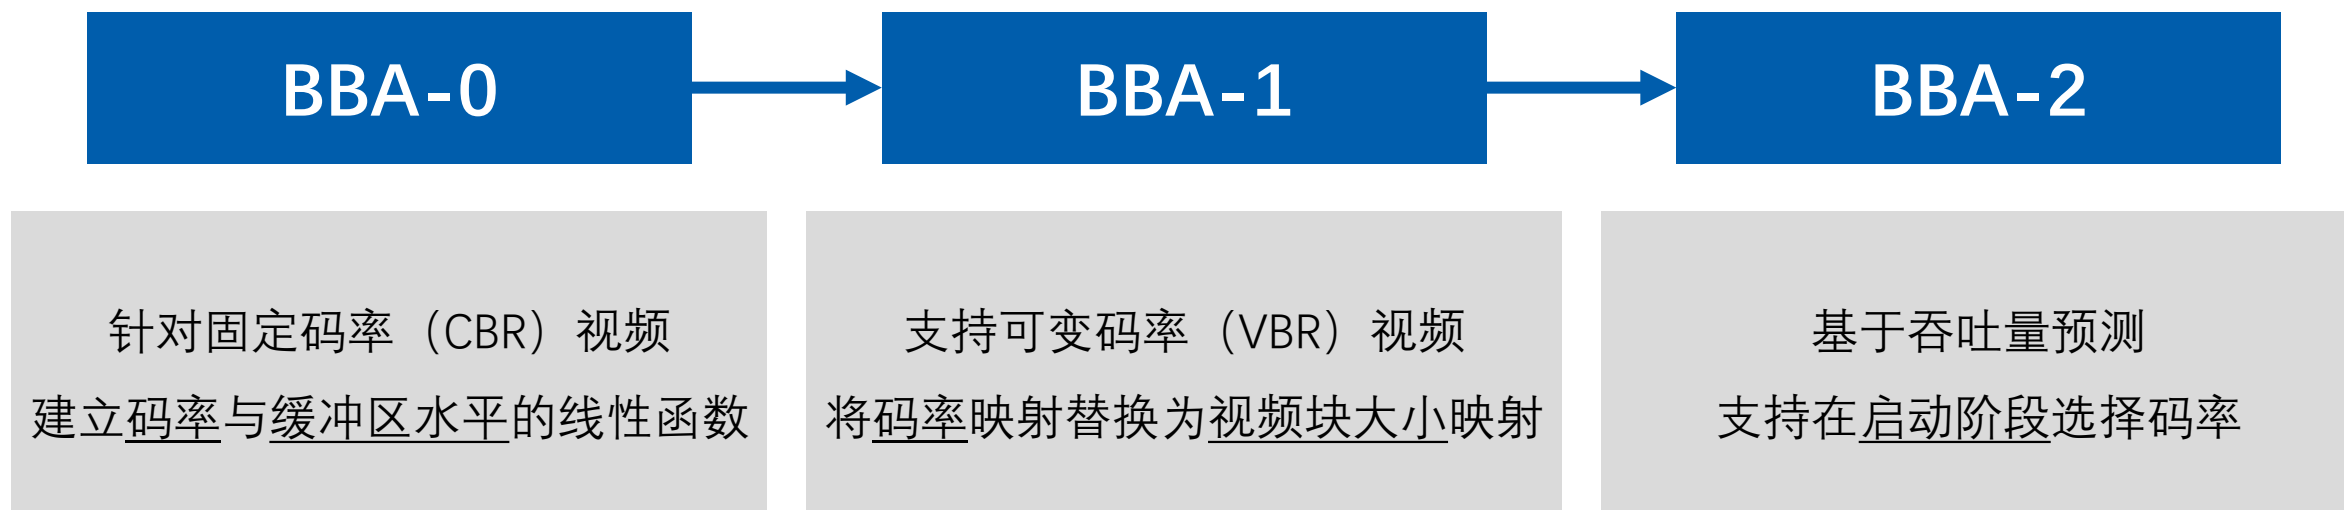 BBA-0
BBA-1
BBA-2
针对固定码率（CBR）视频
建立码率与缓冲区水平的线性函数
支持可变码率（VBR）视频
将码率映射替换为视频块大小映射
基于吞吐量预测
支持在启动阶段选择码率